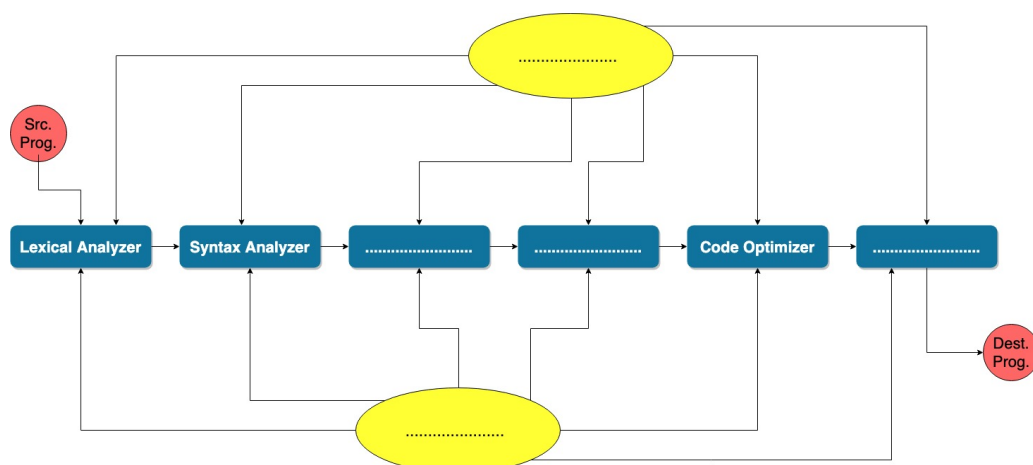 .......................
Src.
Prog.
Lexical Analyzer
Syntax Analyzer
.........................
.........................
Code Optimizer
.........................
Dest.
Prog.
.......................